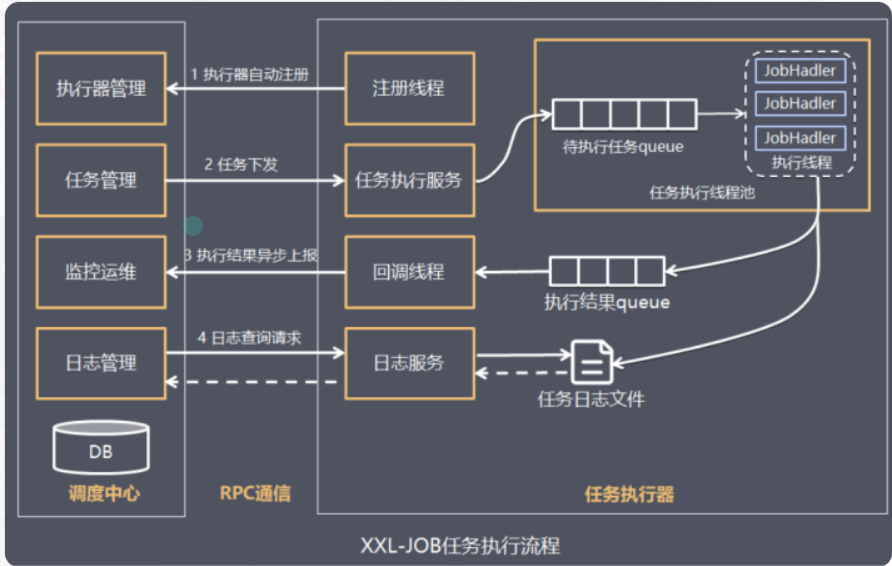 执行器管理
1 执行器自动注册
注册线程
JobHadler
JobHadler
JobHadler
执行线程
待执行任务queue
任务执行线程池
任务管理
2 任务下发
任务执行服务
监控运维
3 执行结果异步上报
回调线程
执行结果queue
日志管理
4 日志查询请求
日志服务
任务日志文件
DB
调度中心
RPC通信
任务执行器
XXL-JOB任务执行流程